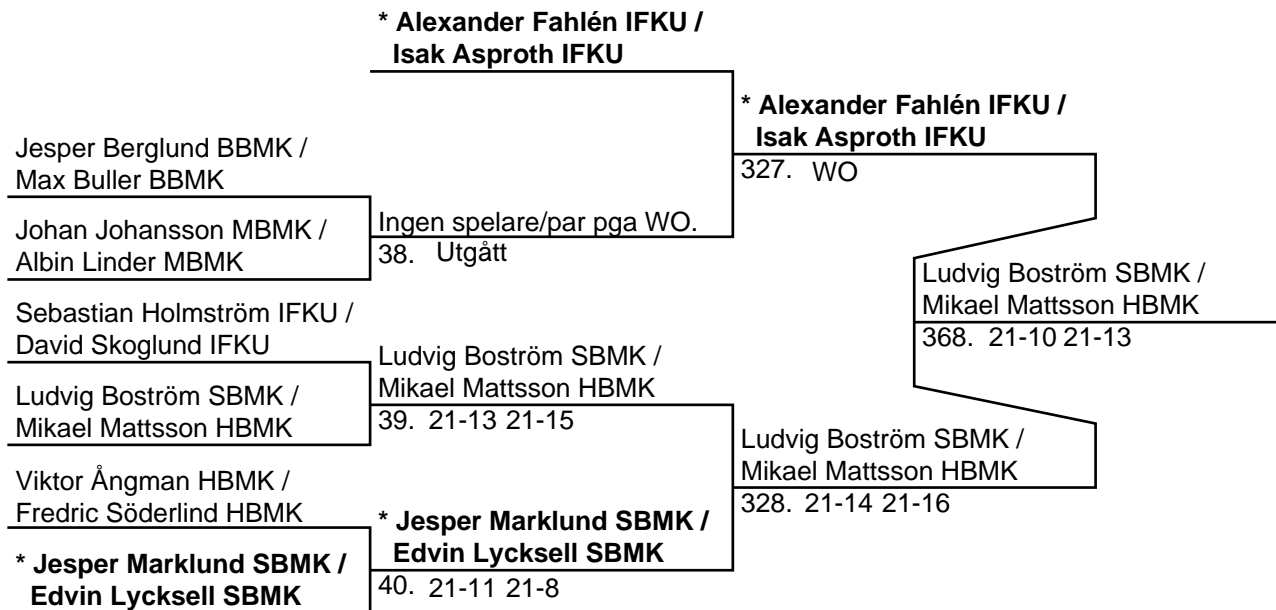 * Alexander Fahlén IFKU /
Isak Asproth IFKU
* Alexander Fahlén IFKU /
Isak Asproth IFKU
327. WO
Jesper Berglund BBMK /
Max Buller BBMK
Johan Johansson MBMK /
Albin Linder MBMK
Ingen spelare/par pga WO.
38. Utgått
Ludvig Boström SBMK /
Mikael Mattsson HBMK
368. 21-10 21-13
Sebastian Holmström IFKU /
David Skoglund IFKU
Ludvig Boström SBMK /
Mikael Mattsson HBMK
Ludvig Boström SBMK /
Mikael Mattsson HBMK
39. 21-13 21-15
Ludvig Boström SBMK /
Mikael Mattsson HBMK
328. 21-14 21-16
Viktor Ångman HBMK /
Fredric Söderlind HBMK
* Jesper Marklund SBMK /
Edvin Lycksell SBMK
* Jesper Marklund SBMK /
Edvin Lycksell SBMK
40. 21-11 21-8